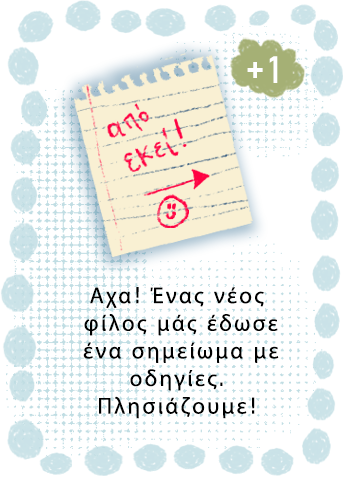 +1
από
εκεί!
Αχα! Ένας νέος
φίλος μάς έδωσε
ένα σημείωμα με
οδηγίες.
Πλησιάζουμε!